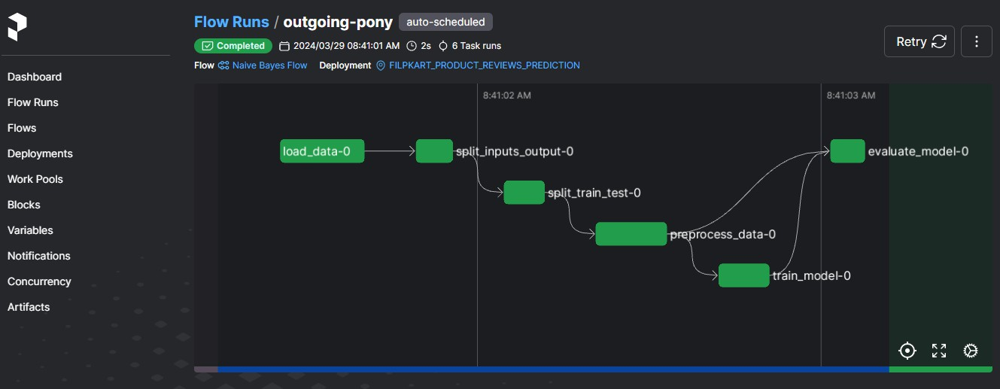 Flow Runs / outgoing-pony auto-scheduled
Completed 2024/03/29 08:41:01 AM 2s 6 Task runs
Flow Naive Bayes Flow Deployment FILPKART_PRODUCT_REVIEWS_PREDICTION
Retry
Dashboard
Flow Runs
Flows
Deployments
Work Pools
Blocks
Variables
Notifications
Concurrency
Artifacts
8:41:02 AM 8:41:03 AM
load_data-0 split_inputs_output-0 evaluate_model-0
split_train_test-0
preprocess_data-0
train_model-0